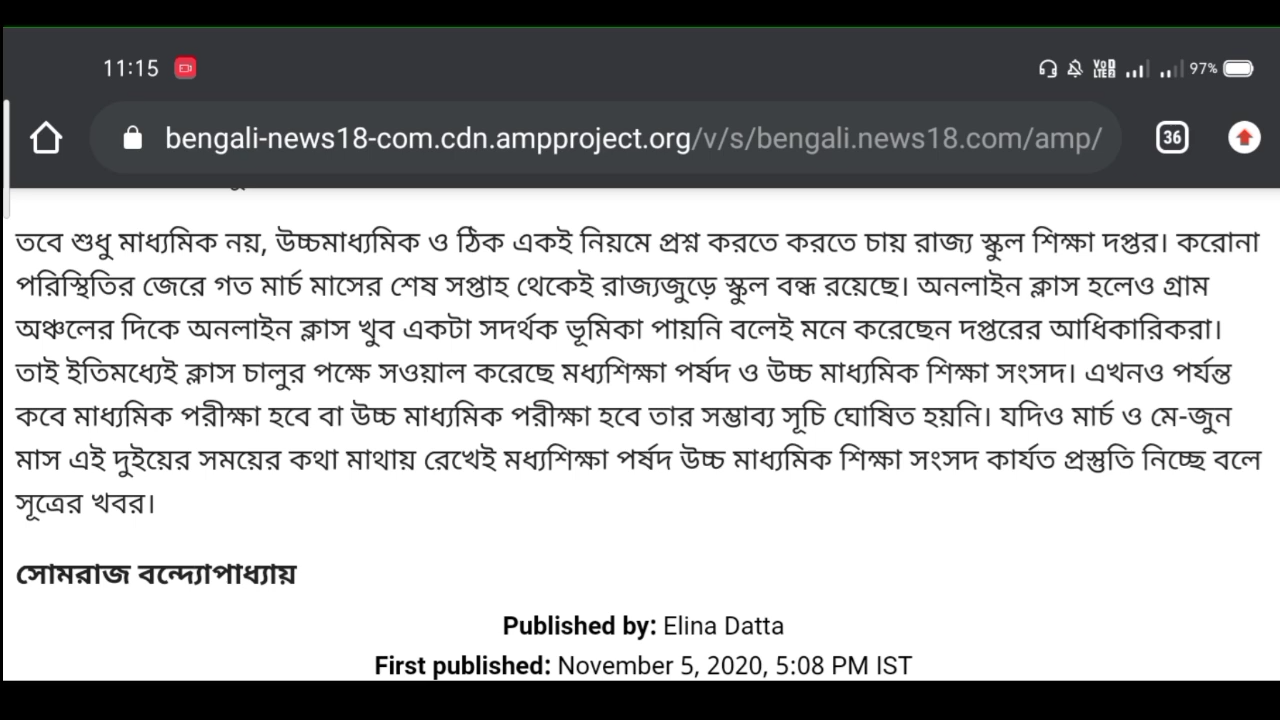 11:15
VoD LTE 97%
bengali-news18-com.cdn.ampproject.org/v/s/bengali.news18.com/amp/
36
তবে শুধু মাধ্যমিক নয়, উচ্চমাধ্যমিক ও ঠিক একই নিয়মে প্রশ্ন করতে করতে চায় রাজ্য স্কুল শিক্ষা দপ্তর। করোনা
পরিস্থিতির জেরে গত মার্চ মাসের শেষ সপ্তাহ থেকেই রাজ্যজুড়ে স্কুল বন্ধ রয়েছে। অনলাইন ক্লাস হলেও গ্রাম
অঞ্চলের দিকে অনলাইন ক্লাস খুব একটা সদর্থক ভূমিকা পায়নি বলেই মনে করেছেন দপ্তরের আধিকারিকরা।
তাই ইতিমধ্যেই ক্লাস চালুর পক্ষে সওয়াল করেছে মধ্যশিক্ষা পর্ষদ ও উচ্চ মাধ্যমিক শিক্ষা সংসদ। এখনও পর্যন্ত
কবে মাধ্যমিক পরীক্ষা হবে বা উচ্চ মাধ্যমিক পরীক্ষা হবে তার সম্ভাব্য সূচি ঘোষিত হয়নি। যদিও মার্চ ও মে-জুন
মাস এই দুইয়ের সময়ের কথা মাথায় রেখেই মধ্যশিক্ষা পর্ষদ উচ্চ মাধ্যমিক শিক্ষা সংসদ কার্যত প্রস্তুতি নিচ্ছে বলে
সূত্রের খবর।
সোমরাজ বন্দ্যোপাধ্যায়
Published by: Elina Datta
First published: November 5, 2020, 5:08 PM IST